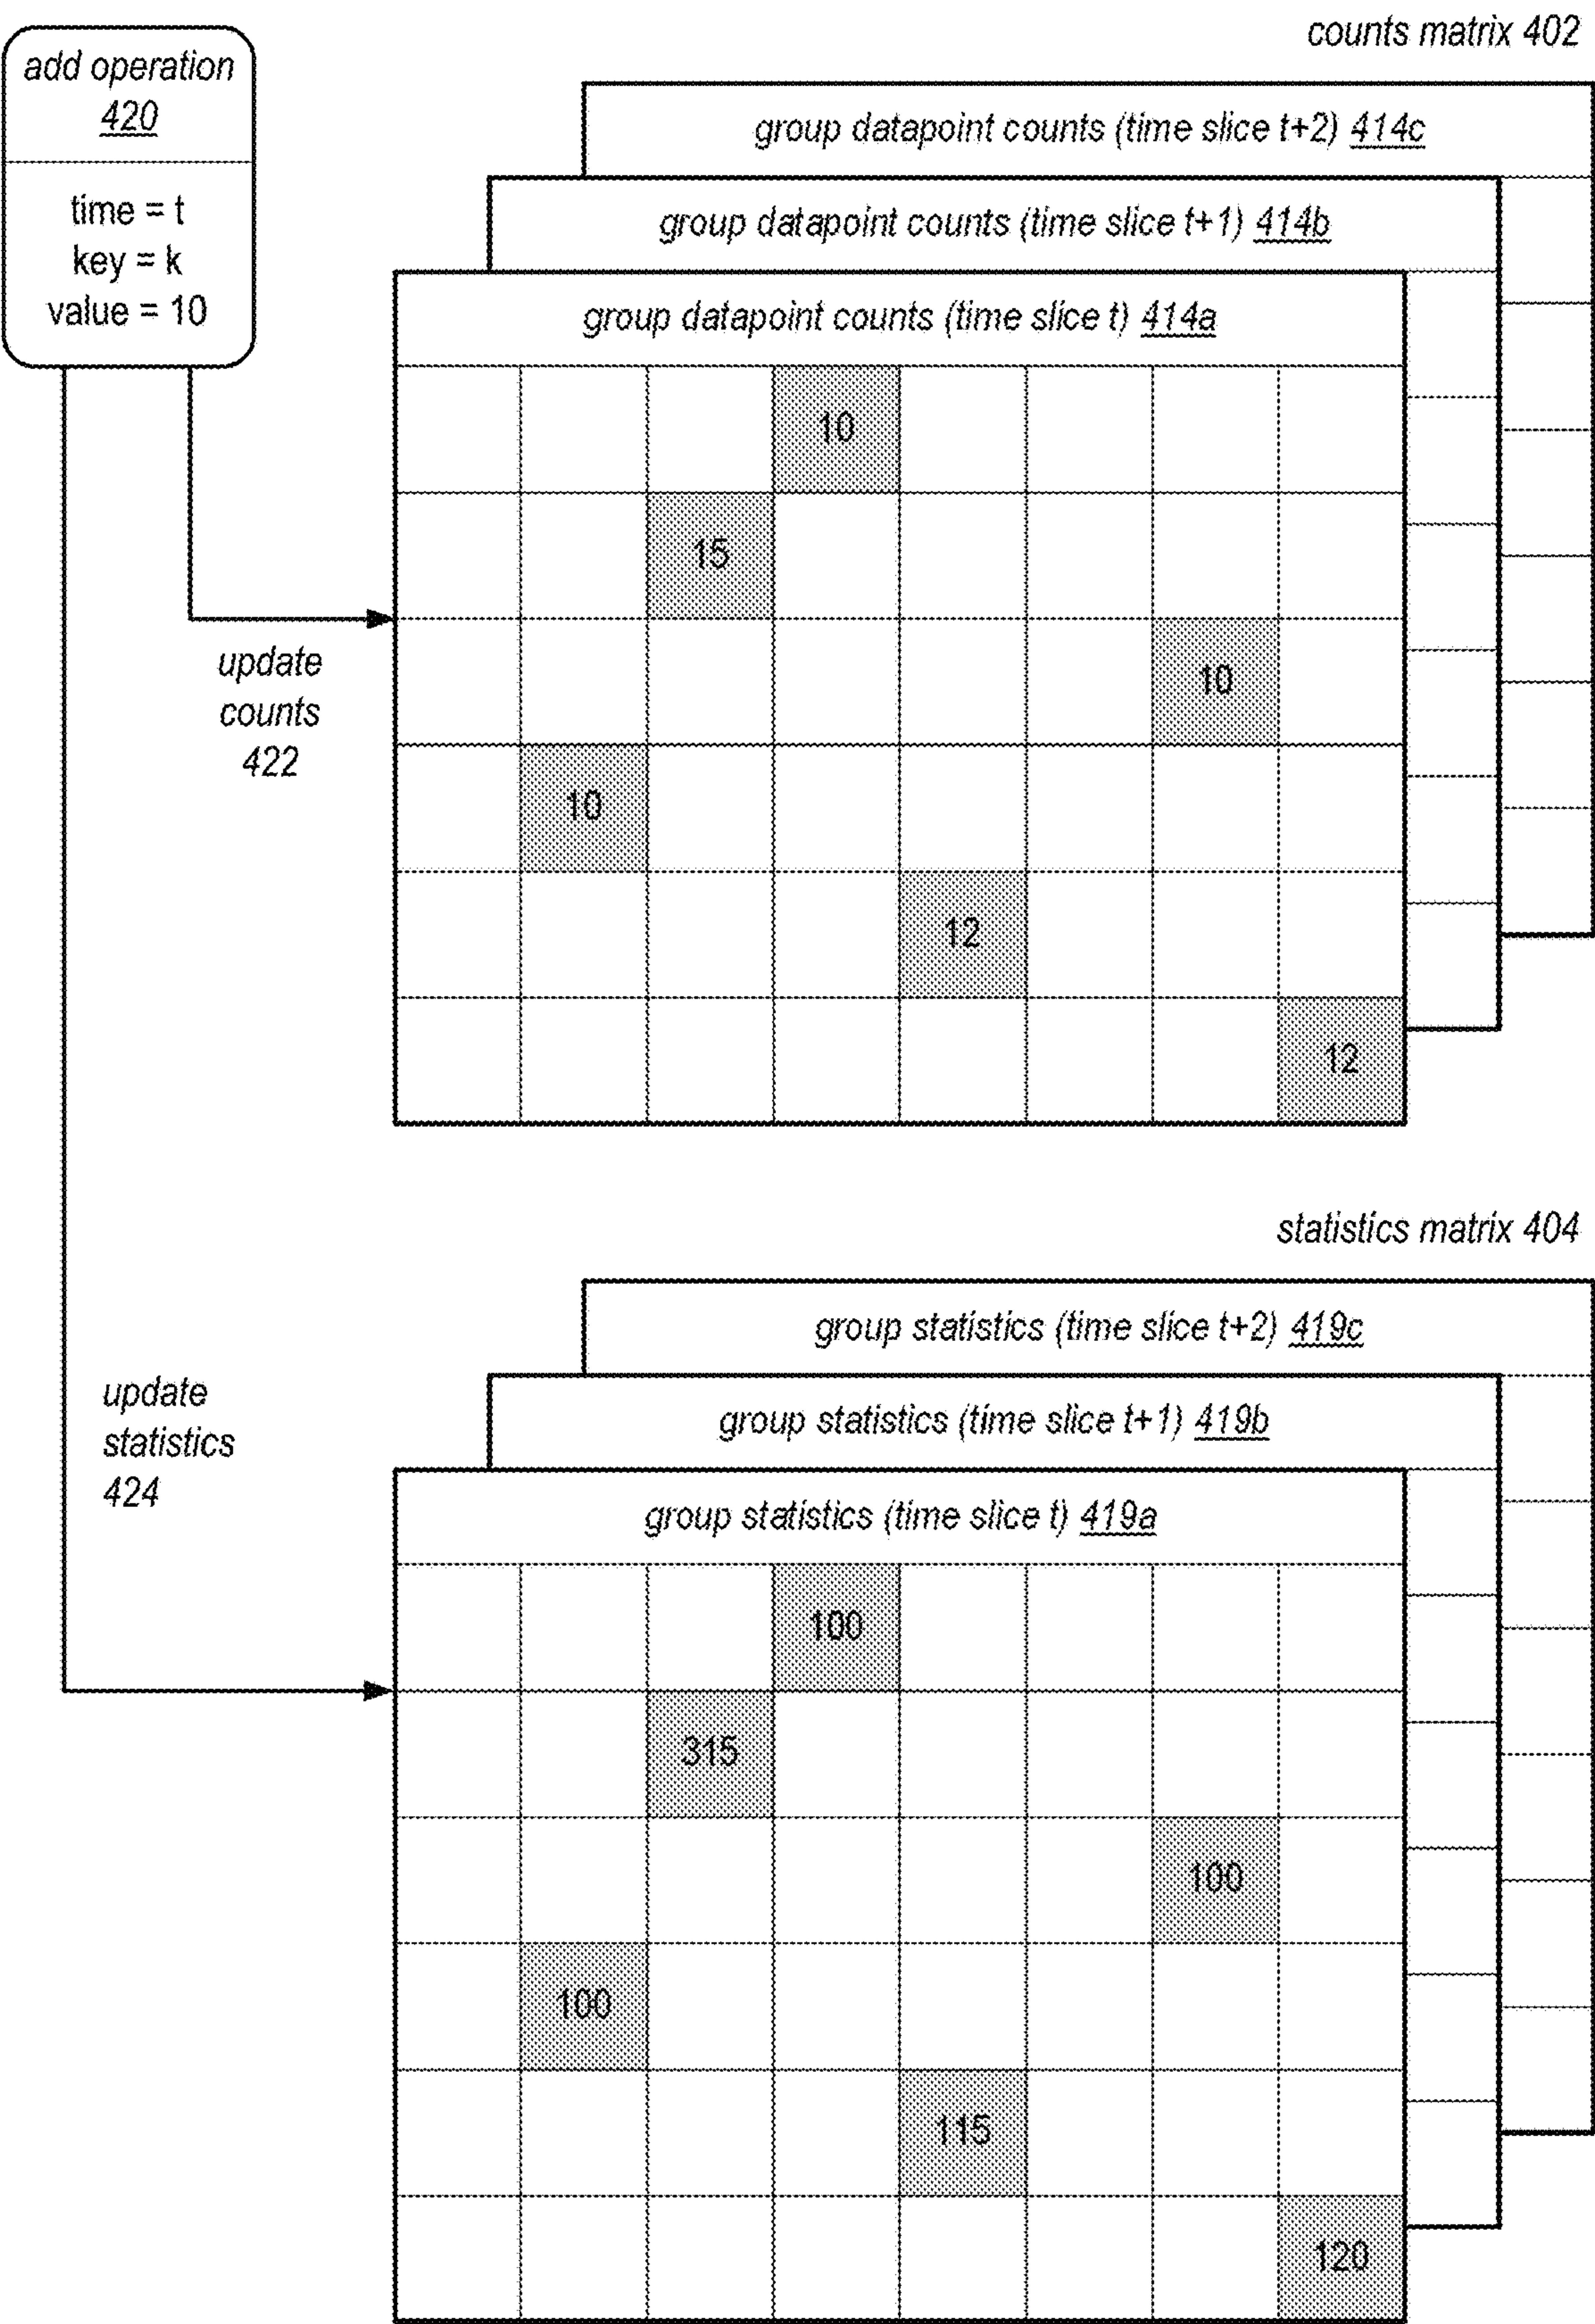 counts matrix 402
add operation
420
time = t
key = k
value = 10
group datapoint counts (time slice t+2) 414c
group datapoint counts (time slice t+1) 414b
group datapoint counts (time slice t) 414a
10
15
10
10
12
12
update
counts
422
statistics matrix 404
group statistics (time slice t+2) 419c
group statistics (time slice t+1) 419b
group statistics (time slice t) 419a
update
statistics
424
100
315
100
100
115
120